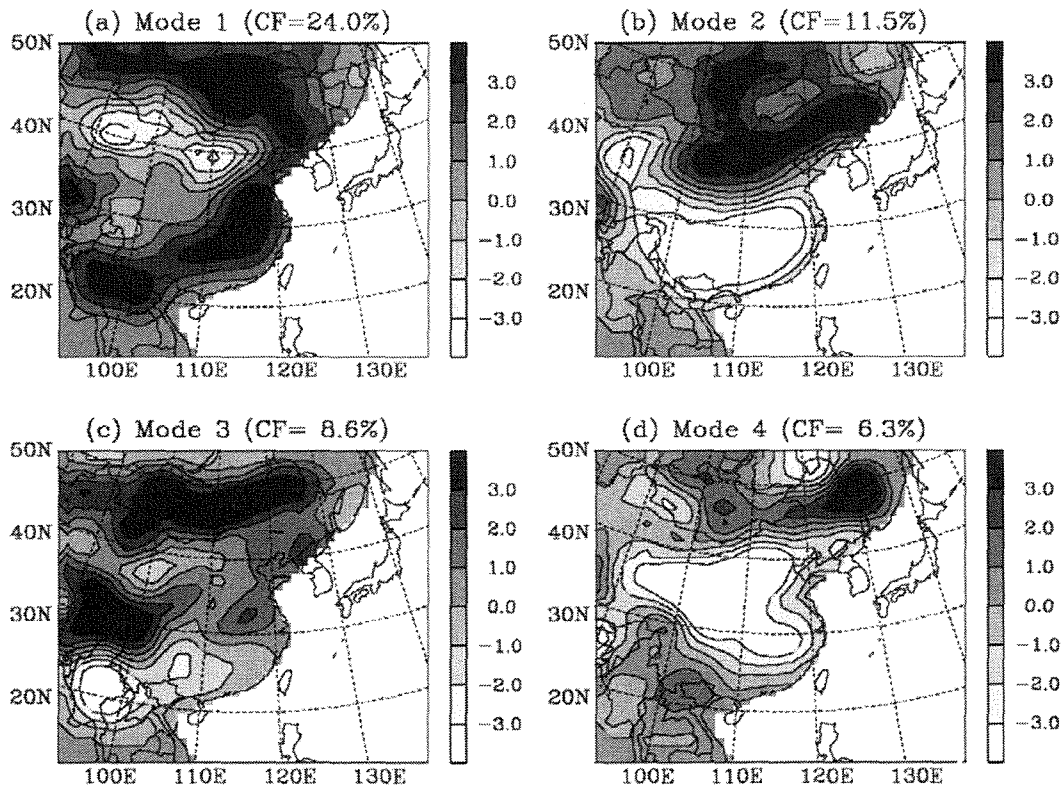 (a) Mode 1 (CF=24.0%)
50N
40N
30N
20N
100E 110E 120E 130E
3.0
2.0
1.0
0.0
-1.0
-2.0
-3.0
(b) Mode 2 (CF=11.5%)
50N
40N
30N
20N
100E 110E 120E 130E
3.0
2.0
1.0
0.0
-1.0
-2.0
-3.0
(c) Mode 3 (CF= 8.6%)
50N
40N
30N
20N
100E 110E 120E 130E
3.0
2.0
1.0
0.0
-1.0
-2.0
-3.0
(d) Mode 4 (CF= 6.3%)
50N
40N
30N
20N
100E 110E 120E 130E
3.0
2.0
1.0
0.0
-1.0
-2.0
-3.0